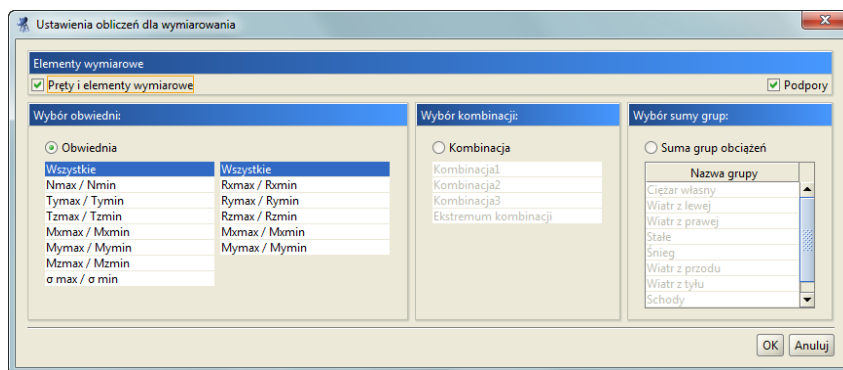 Ustawienia obliczeń dla wymiarowania
Elementy wymiarowe
Pręty i elementy wymiarowe
Podpory
Wybór obwiedni:
Obwiednia
Wszystkie
Nmax / Nmin
Tymax / Tymin
Tzmax / Tzmin
Mxmax / Mxmin
Mymax / Mymin
Mzmax / Mzmin
σ max / σ min
Wszystkie
Rxmax / Rxmin
Rymax / Rymin
Rzmax / Rzmin
Mxmax / Mxmin
Mymax / Mymin
Wybór kombinacji:
Kombinacja
Kombinacja1
Kombinacja2
Kombinacja3
Ekstremum kombinacji
Wybór sumy grup:
Suma grup obciążeń
Nazwa grupy
Ciężar własny
Wiatr z lewej
Wiatr z prawej
Stałe
Śnieg
Wiatr z przodu
Wiatr z tyłu
Schody
OK
Anuluj